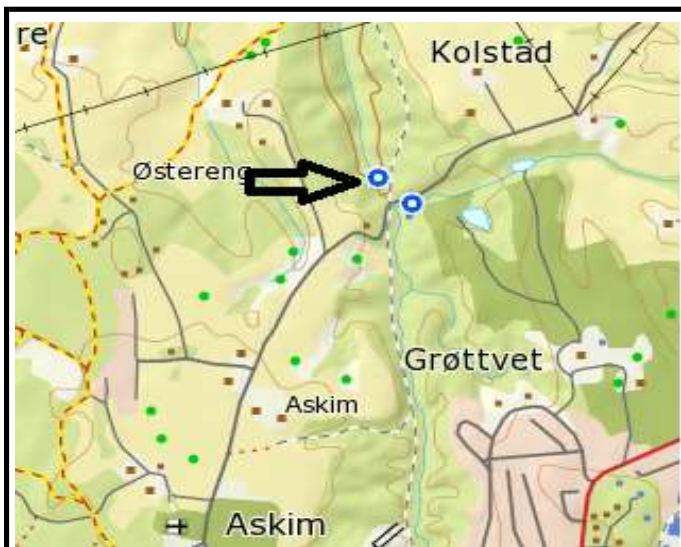 re
Kolstad
Østereng
Grøttvet
Askim
Askim